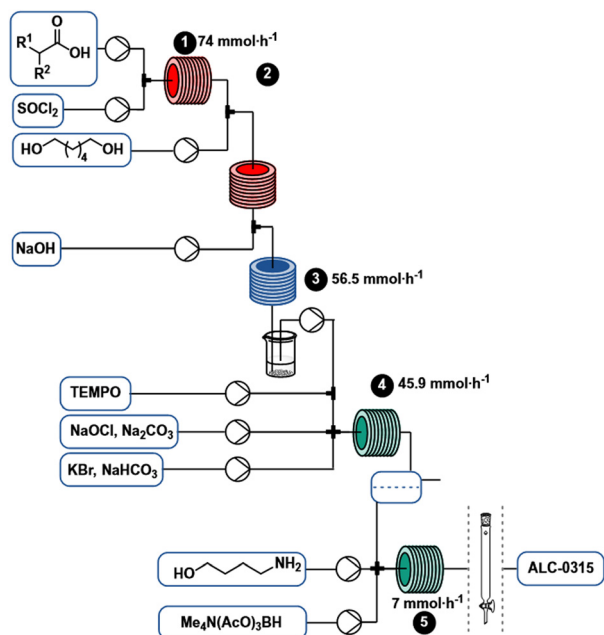 O
R¹
OH
R²
1 74 mmol·h⁻¹
2
SOCl₂
HO
4
OH
NaOH
3 56.5 mmol·h⁻¹
TEMPO
4 45.9 mmol·h⁻¹
NaOCl, Na₂CO₃
KBr, NaHCO₃
HO
NH₂
ALC-0315
7 mmol·h⁻¹
Me₄N(AcO)₃BH
5